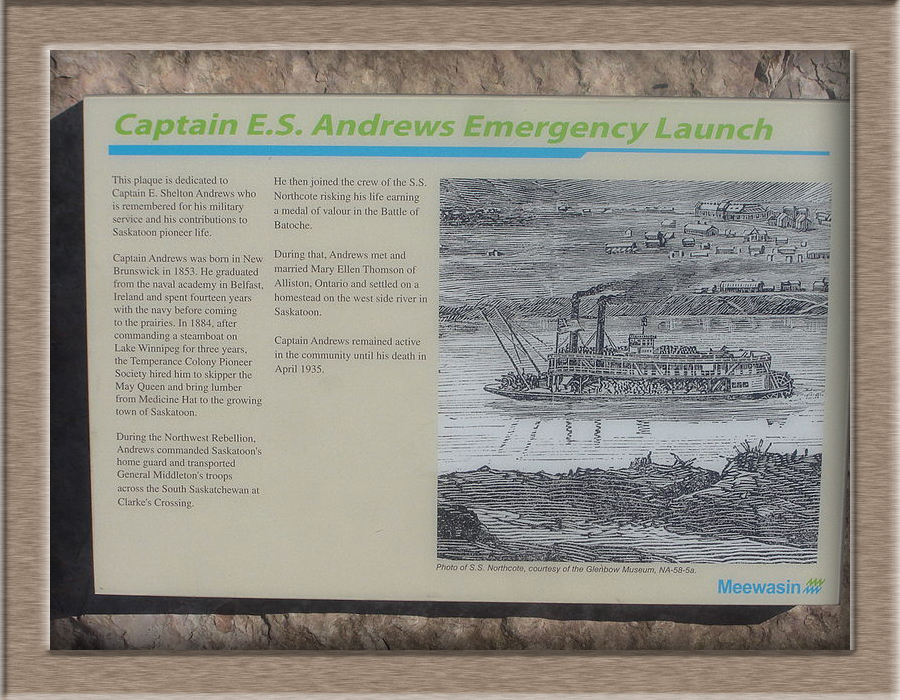 Captain E.S. Andrews Emergency Launch
This plaque is dedicated to
Captain E. Shelton Andrews who
is remembered for his military
service and his contributions to
Saskatoon pioneer life.
Captain Andrews was born in New
Brunswick in 1853. He graduated
from the naval academy in Belfast,
Ireland and spent fourteen years
with the navy before coming
to the prairies. In 1884, after
commanding a steamboat on
Lake Winnipeg for three years,
the Temperance Colony Pioneer
Society hired him to skipper the
May Queen and bring lumber
from Medicine Hat to the growing
town of Saskatoon.
During the Northwest Rebellion,
Andrews commanded Saskatoon's
home guard and transported
General Middleton's troops
across the South Saskatchewan at
Clarke's Crossing.
He then joined the crew of the S.S.
Northcote risking his life earning
a medal of valour in the Battle of
Batoche.
During that, Andrews met and
married Mary Ellen Thomson of
Alliston, Ontario and settled on a
homestead on the west side river in
Saskatoon.
Captain Andrews remained active
in the community until his death in
April 1935.
Photo of S.S. Northcote, courtesy of the Glenbow Museum, NA-58-5a.
Meewasin